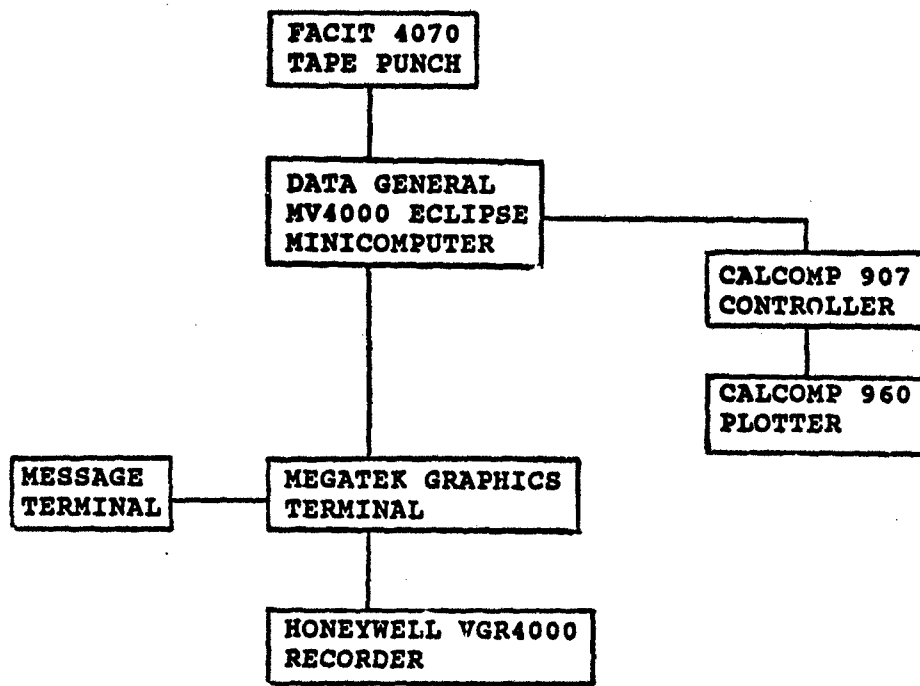 FACIT 4070
TAPE PUNCH
DATA GENERAL
MV4000 ECLIPSE
MINICOMPUTER
CALCOMP 907
CONTROLLER
CALCOMP 960
PLOTTER
MESSAGE
TERMINAL
MEGATEK GRAPHICS
TERMINAL
HONEYWELL VGR4000
RECORDER